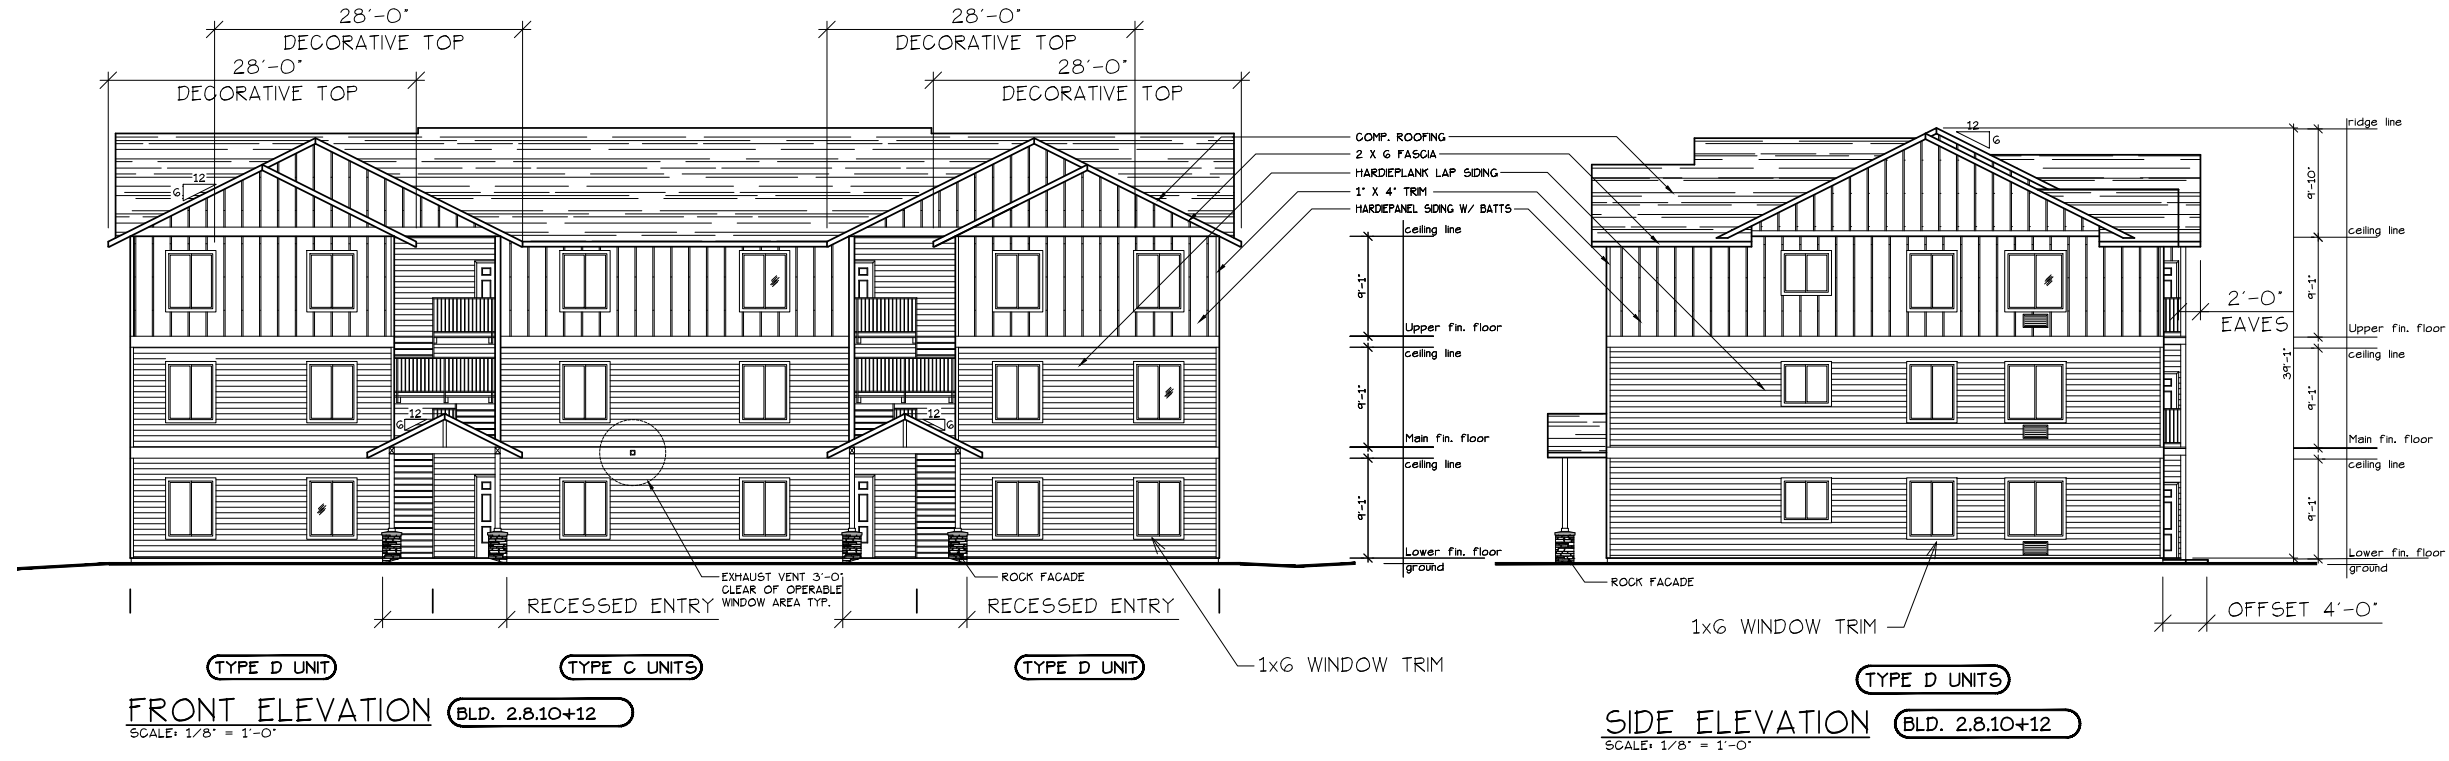 28'-0" 28'-0"
DECORATIVE TOP DECORATIVE TOP
28'-0" 28'-0"
DECORATIVE TOP DECORATIVE TOP
12
6
12
6
12
6
COMP. ROOFING
2 X 6 FASCIA
HARDIEPLANK LAP SIDING
1" X 4" TRIM
HARDIEPANEL SIDING W/ BATTS
ceiling line
9'-1"
Upper fin. floor
ceiling line
9'-1"
Main fin. floor
ceiling line
9'-1"
Lower fin. floor
ground
EXHAUST VENT 3'-0"
CLEAR OF OPERABLE
WINDOW AREA TYP.
ROCK FACADE
RECESSED ENTRY RECESSED ENTRY
1x6 WINDOW TRIM
TYPE D UNIT TYPE C UNITS TYPE D UNIT
FRONT ELEVATION BLD. 2.8.10+12
SCALE: 1/8" = 1'-0"
12
6
ridge line
9'-10"
ceiling line
9'-1"
2'-0"
EAVES
Upper fin. floor
ceiling line
39'-1"
9'-1"
Main fin. floor
ceiling line
9'-1"
Lower fin. floor
ground
ROCK FACADE
OFFSET 4'-0"
1x6 WINDOW TRIM
TYPE D UNITS
SIDE ELEVATION BLD. 2.8.10+12
SCALE: 1/8" = 1'-0"